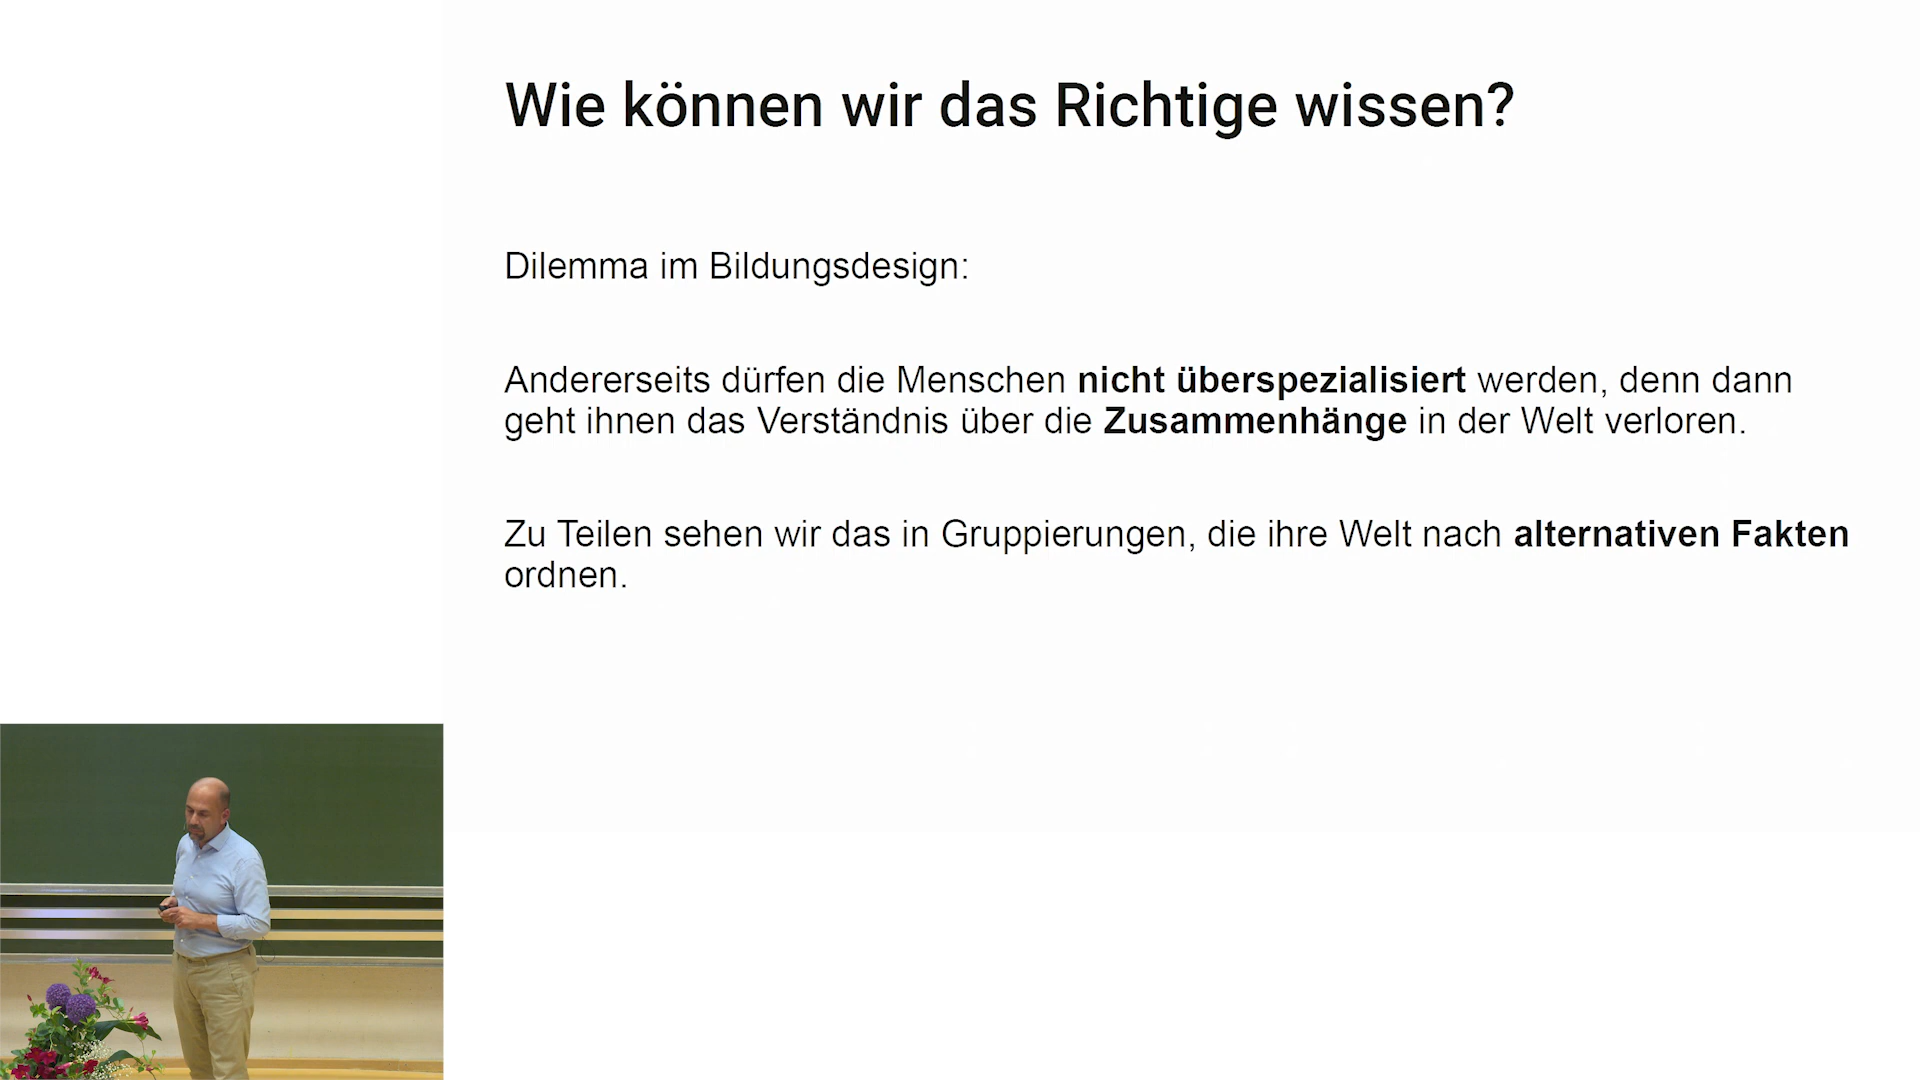 Wie können wir das Richtige wissen?
Dilemma im Bildungsdesign:
Andererseits dürfen die Menschen nicht überspezialisiert werden, denn dann
geht ihnen das Verständnis über die Zusammenhänge in der Welt verloren.
Zu Teilen sehen wir das in Gruppierungen, die ihre Welt nach alternativen Fakten
ordnen.